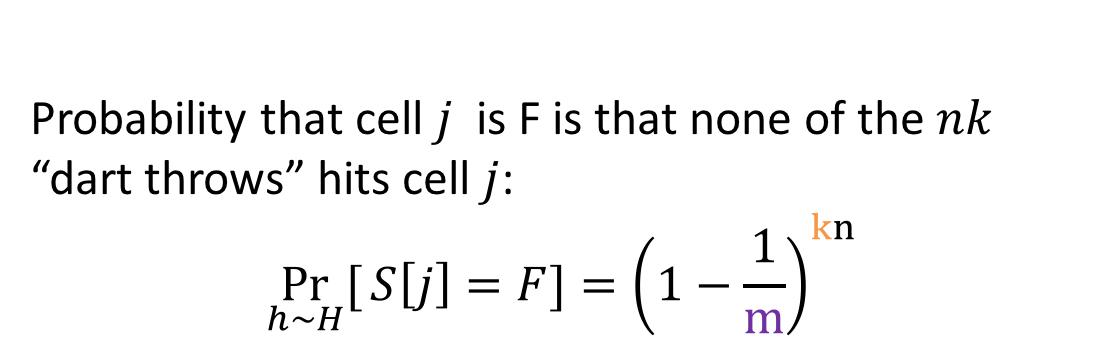 Probability that cell j is F is that none of the nk
“dart throws” hits cell j:
Pr_{h~H} [S[j] = F] = (1 − 1/m)^{kn}